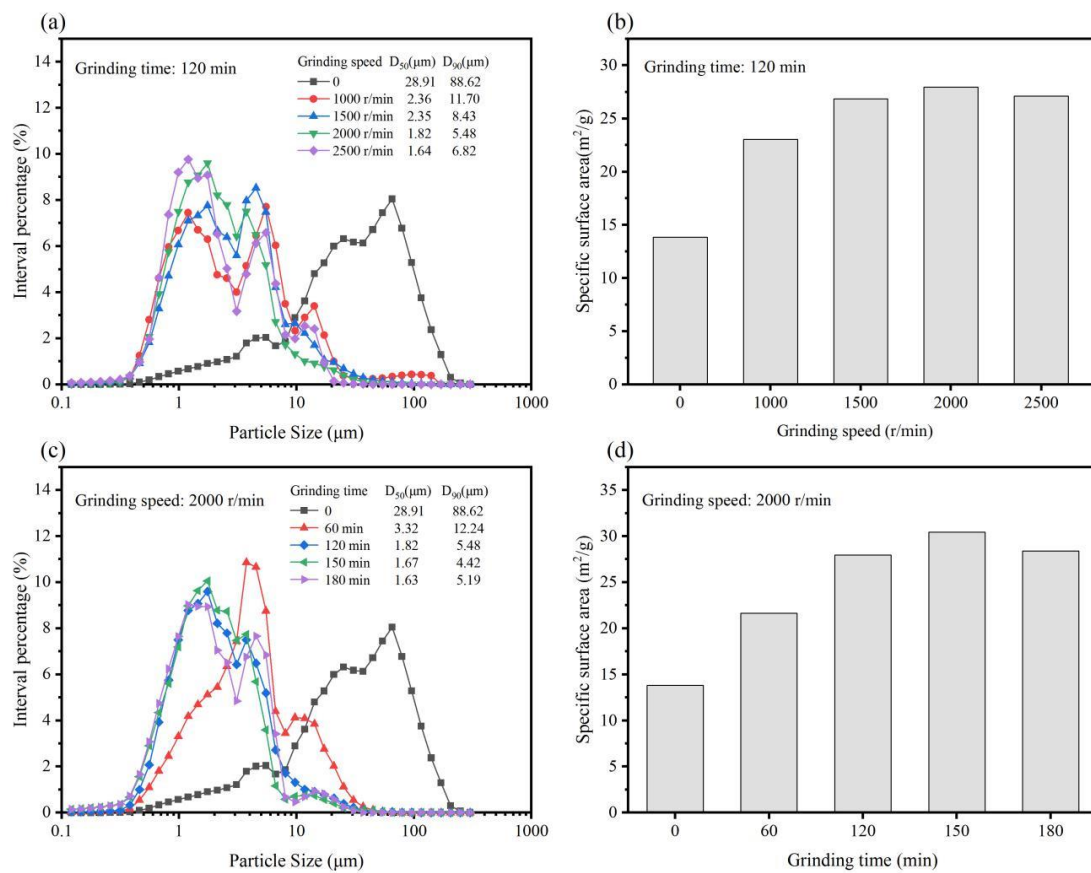 (a)
Grinding time: 120 min
Grinding speed D₅₀(μm) D₉₀(μm)
0 28.91 88.62
1000 r/min 2.36 11.70
1500 r/min 2.35 8.43
2000 r/min 1.82 5.48
2500 r/min 1.64 6.82
Interval percentage (%)
14
12
10
8
6
4
2
0
0.1 1 10 100 1000
Particle Size (μm)
(b)
Grinding time: 120 min
Specific surface area(m²/g)
30
25
20
15
10
5
0
0 1000 1500 2000 2500
Grinding speed (r/min)
(c)
Grinding speed: 2000 r/min
Grinding time D₅₀(μm) D₉₀(μm)
0 28.91 88.62
60 min 3.32 12.24
120 min 1.82 5.48
150 min 1.67 4.42
180 min 1.63 5.19
Interval percentage (%)
14
12
10
8
6
4
2
0
0.1 1 10 100 1000
Particle Size (μm)
(d)
Grinding speed: 2000 r/min
Specific surface area (m²/g)
35
30
25
20
15
10
5
0
0 60 120 150 180
Grinding time (min)